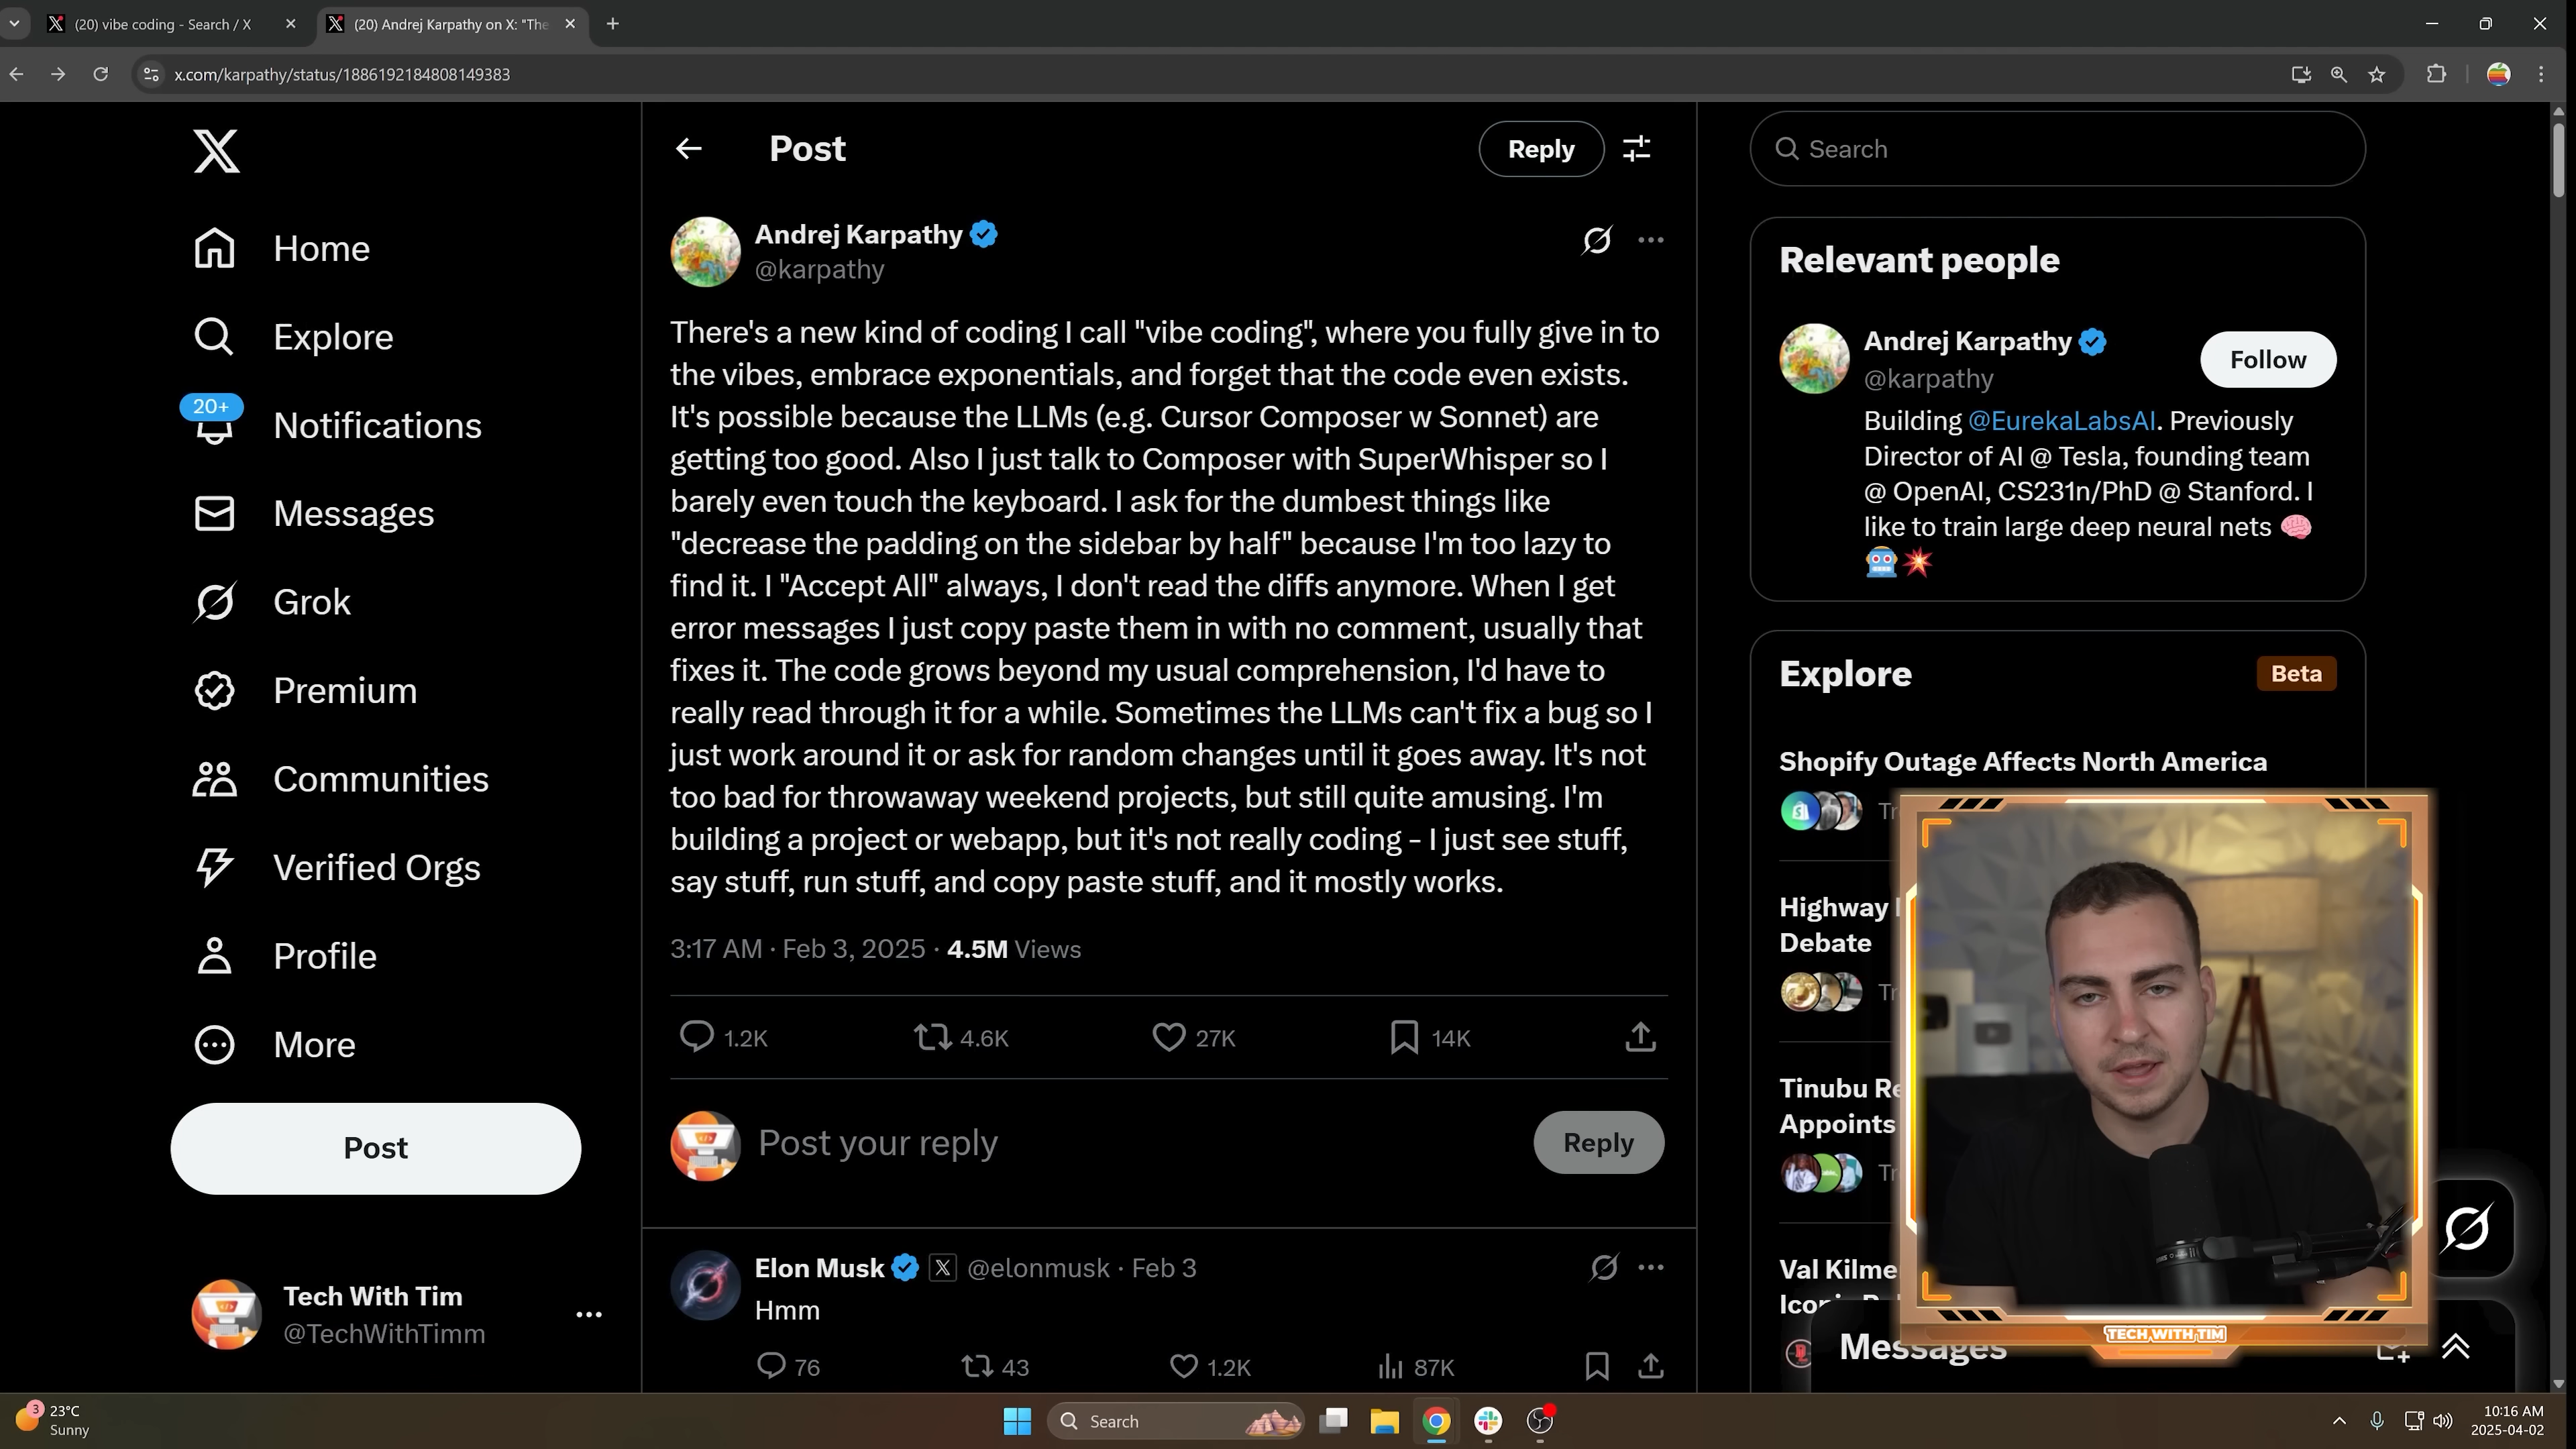 (20) vibe coding - Search / X
(20) Andrej Karpathy on X: "The
x.com/karpathy/status/1886192184808149383
Home
Explore
20+
Notifications
Messages
Grok
Premium
Communities
Verified Orgs
Profile
More
Post
Tech With Tim
@TechWithTimm
Post
Reply
Andrej Karpathy
@karpathy
There's a new kind of coding I call "vibe coding", where you fully give in to
the vibes, embrace exponentials, and forget that the code even exists.
It's possible because the LLMs (e.g. Cursor Composer w Sonnet) are
getting too good. Also I just talk to Composer with SuperWhisper so I
barely even touch the keyboard. I ask for the dumbest things like
"decrease the padding on the sidebar by half" because I'm too lazy to
find it. I "Accept All" always, I don't read the diffs anymore. When I get
error messages I just copy paste them in with no comment, usually that
fixes it. The code grows beyond my usual comprehension, I'd have to
really read through it for a while. Sometimes the LLMs can't fix a bug so I
just work around it or ask for random changes until it goes away. It's not
too bad for throwaway weekend projects, but still quite amusing. I'm
building a project or webapp, but it's not really coding - I just see stuff,
say stuff, run stuff, and copy paste stuff, and it mostly works.
3:17 AM · Feb 3, 2025 · 4.5M Views
1.2K 4.6K 27K 14K
Post your reply
Reply
Elon Musk @elonmusk · Feb 3
Hmm
76 43 1.2K 87K
Search
Relevant people
Andrej Karpathy
@karpathy
Follow
Building @EurekaLabsAI. Previously
Director of AI @ Tesla, founding team
@ OpenAI, CS231n/PhD @ Stanford. I
like to train large deep neural nets
Explore
Beta
Shopify Outage Affects North America
Highway
Debate
Tinubu
Appoints
Messages
TECH WITH TIM
3
23°C
Sunny
Search
10:16 AM
2025-04-02